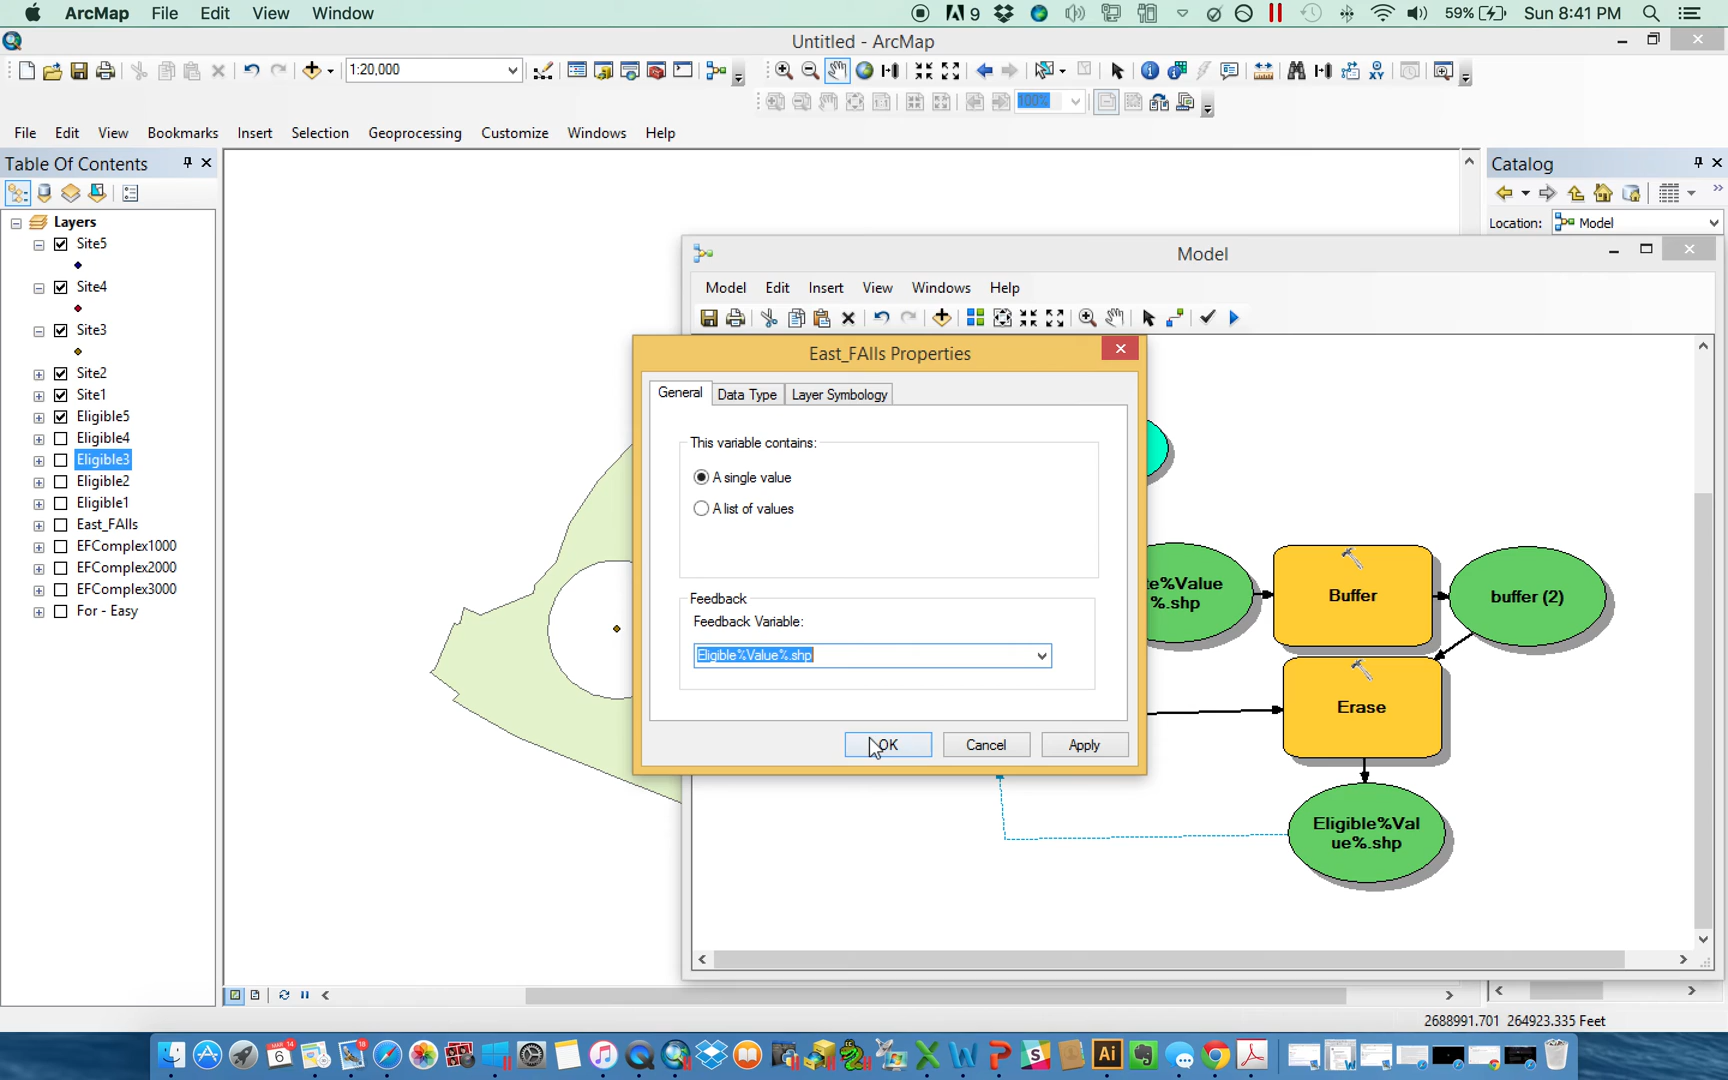 ArcMap File Edit View Window 9 59% Sun 8:41 PM
Untitled - ArcMap
1:20,000
100%
File Edit View Bookmarks Insert Selection Geoprocessing Customize Windows Help
Table Of Contents
Layers
Site5
Site4
Site3
Site2
Site1
Eligible5
Eligible4
Eligible3
Eligible2
Eligible1
East_FAlls
EFComplex1000
EFComplex2000
EFComplex3000
For - Easy
Catalog
Location: Model
Model
Model Edit Insert View Windows Help
East_FAlls Properties
General Data Type Layer Symbology
This variable contains:
A single value
A list of values
Feedback
Feedback Variable:
Eligible%Value%.shp
OK Cancel Apply
te%Value
%.shp
Buffer
buffer (2)
Erase
Eligible%Val
ue%.shp
2688991.701 264923.335 Feet